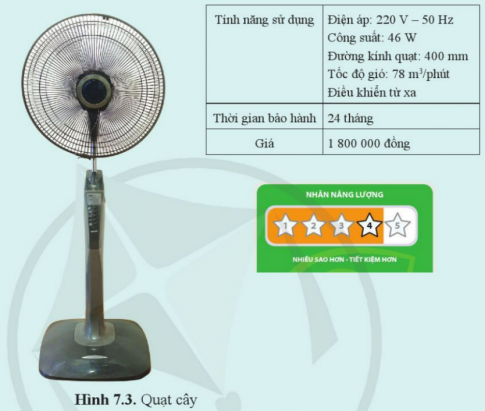 Tính năng sử dụng
Điện áp: 220 V – 50 Hz
Công suất: 46 W
Đường kính quạt: 400 mm
Tốc độ gió: 78 m³/phút
Điều khiển từ xa
Thời gian bảo hành
24 tháng
Giá
1 800 000 đồng
NHÃN NĂNG LƯỢNG
1 2 3 4 5
NHIỀU SAO HƠN - TIẾT KIỆM HƠN
Hình 7.3. Quạt cây